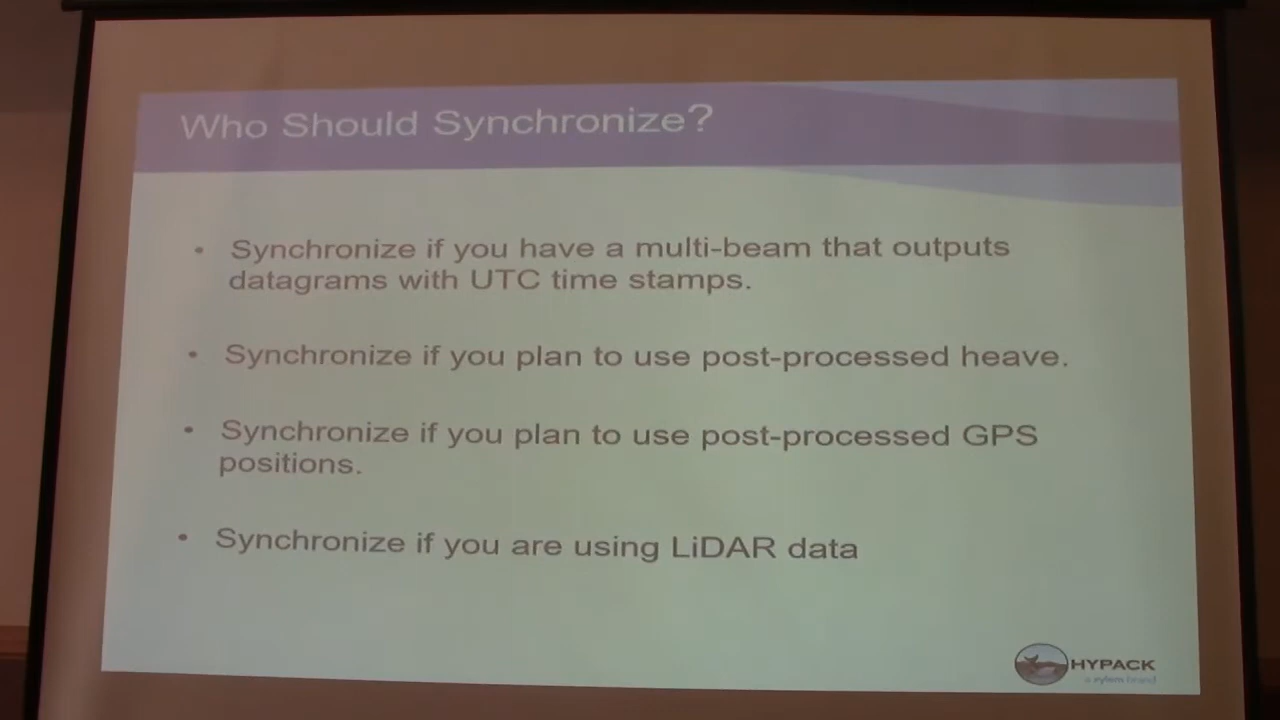 Who Should Synchronize?
• Synchronize if you have a multi-beam that outputs
datagrams with UTC time stamps.
• Synchronize if you plan to use post-processed heave.
• Synchronize if you plan to use post-processed GPS
positions.
• Synchronize if you are using LiDAR data
HYPACK
a xylem brand